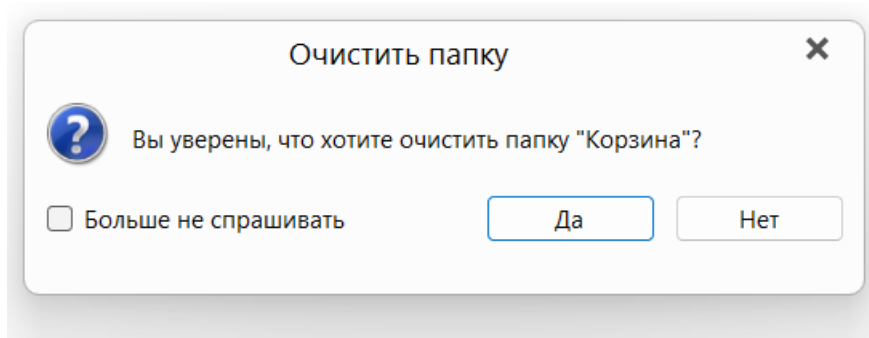 Очистить папку
Вы уверены, что хотите очистить папку "Корзина"?
Больше не спрашивать
Да
Нет